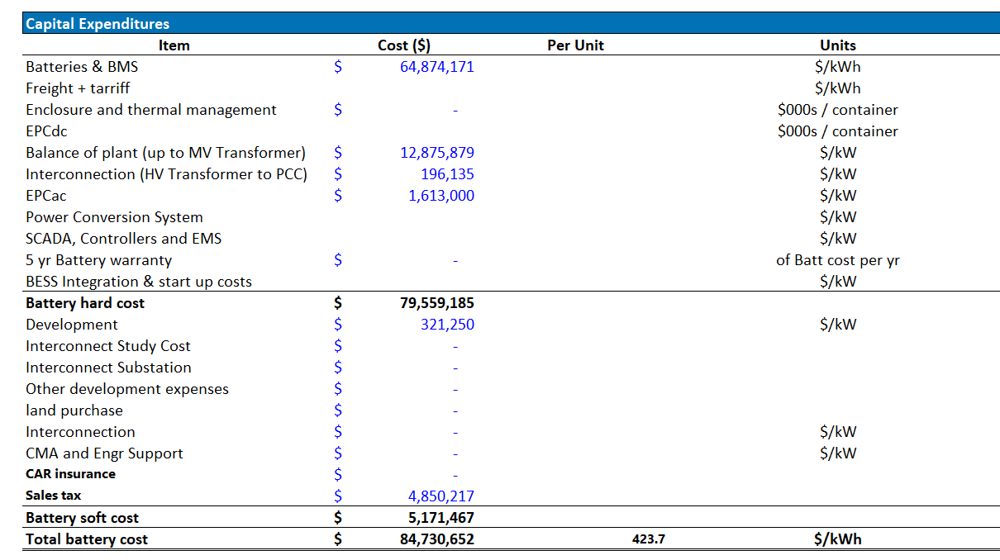 Capital Expenditures
Item Cost ($) Per Unit Units
Batteries & BMS $ 64,874,171 $/kWh
Freight + tarriff $/kWh
Enclosure and thermal management $ - $000s / container
EPCdc $000s / container
Balance of plant (up to MV Transformer) $ 12,875,879 $/kW
Interconnection (HV Transformer to PCC) $ 196,135 $/kW
EPCac $ 1,613,000 $/kW
Power Conversion System $/kW
SCADA, Controllers and EMS $/kW
5 yr Battery warranty $ - of Batt cost per yr
BESS Integration & start up costs $/kW
Battery hard cost $ 79,559,185
Development $ 321,250 $/kW
Interconnect Study Cost $ -
Interconnect Substation $ -
Other development expenses $ -
land purchase $ -
Interconnection $ - $/kW
CMA and Engr Support $ - $/kW
CAR insurance $ -
Sales tax $ 4,850,217
Battery soft cost $ 5,171,467
Total battery cost $ 84,730,652 423.7 $/kWh